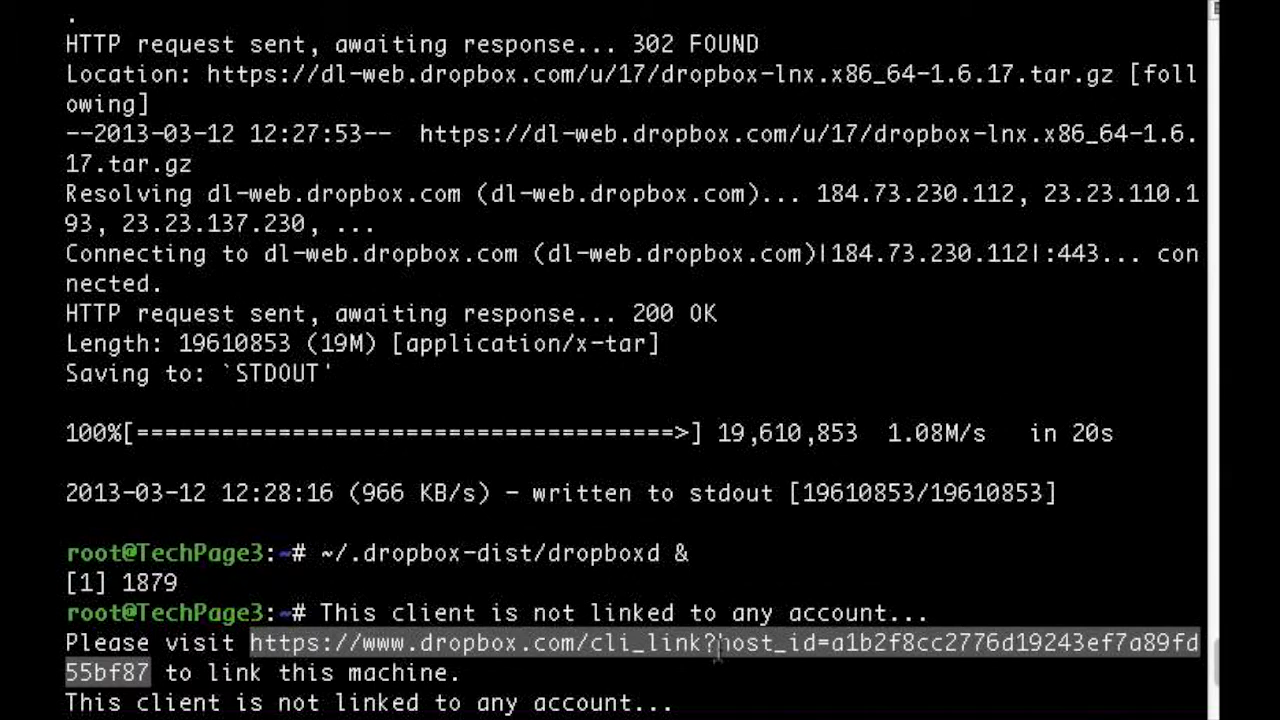 .
HTTP request sent, awaiting response... 302 FOUND
Location: https://dl-web.dropbox.com/u/17/dropbox-lnx.x86_64-1.6.17.tar.gz [foll
owing]
--2013-03-12 12:27:53--  https://dl-web.dropbox.com/u/17/dropbox-lnx.x86_64-1.6.
17.tar.gz
Resolving dl-web.dropbox.com (dl-web.dropbox.com)... 184.73.230.112, 23.23.110.1
93, 23.23.137.230, ...
Connecting to dl-web.dropbox.com (dl-web.dropbox.com)|184.73.230.112|:443... con
nected.
HTTP request sent, awaiting response... 200 OK
Length: 19610853 (19M) [application/x-tar]
Saving to: `STDOUT'
100%[======================================>] 19,610,853  1.08M/s   in 20s
2013-03-12 12:28:16 (966 KB/s) - written to stdout [19610853/19610853]
root@TechPage3:~# ~/.dropbox-dist/dropboxd &
[1] 1879
root@TechPage3:~# This client is not linked to any account...
Please visit https://www.dropbox.com/cli_link?host_id=a1b2f8cc2776d19243ef7a89fd
55bf87 to link this machine.
This client is not linked to any account...